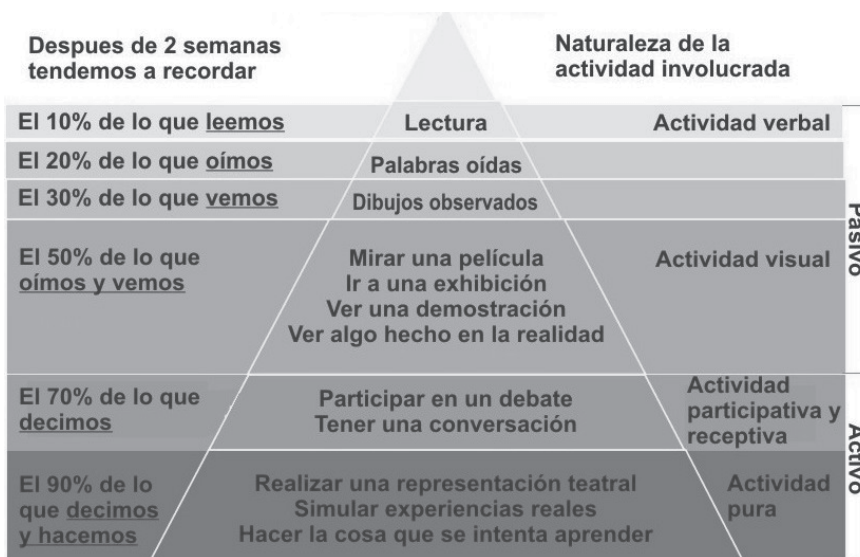 Despues de 2 semanas
tendemos a recordar
Naturaleza de la
actividad involucrada
El 10% de lo que leemos
Lectura
Actividad verbal
El 20% de lo que oímos
Palabras oídas
El 30% de lo que vemos
Dibujos observados
El 50% de lo que
oímos y vemos
Mirar una película
Ir a una exhibición
Ver una demostración
Ver algo hecho en la realidad
Actividad visual
Pasivo
El 70% de lo que
decimos
Participar en un debate
Tener una conversación
Actividad
participativa y
receptiva
El 90% de lo
que decimos
y hacemos
Realizar una representación teatral
Simular experiencias reales
Hacer la cosa que se intenta aprender
Actividad
pura
Activo